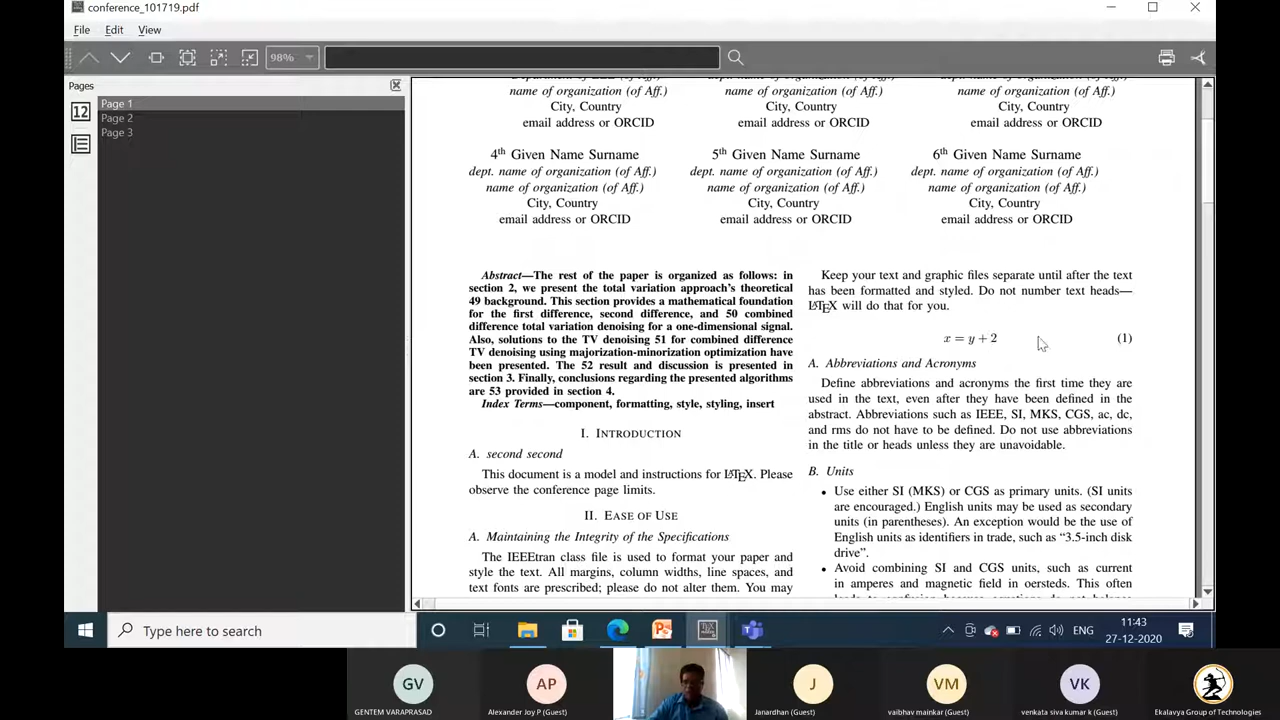 conference_101719.pdf
File Edit View
98%
Pages
12
Page 1
Page 2
Page 3
name of organization (of Aff.)
City, Country
email address or ORCID
name of organization (of Aff.)
City, Country
email address or ORCID
name of organization (of Aff.)
City, Country
email address or ORCID
4th Given Name Surname
dept. name of organization (of Aff.)
name of organization (of Aff.)
City, Country
email address or ORCID
5th Given Name Surname
dept. name of organization (of Aff.)
name of organization (of Aff.)
City, Country
email address or ORCID
6th Given Name Surname
dept. name of organization (of Aff.)
name of organization (of Aff.)
City, Country
email address or ORCID
Abstract—The rest of the paper is organized as follows: in
section 2, we present the total variation approach's theoretical
49 background. This section provides a mathematical foundation
for the first difference, second difference, and 50 combined
difference total variation denoising for a one-dimensional signal.
Also, solutions to the TV denoising 51 for combined difference
TV denoising using majorization-minorization optimization have
been presented. The 52 result and discussion is presented in
section 3. Finally, conclusions regarding the presented algorithms
are 53 provided in section 4.
Index Terms—component, formatting, style, styling, insert
I. INTRODUCTION
A. second second
This document is a model and instructions for LATEX. Please
observe the conference page limits.
II. EASE OF USE
A. Maintaining the Integrity of the Specifications
The IEEEtran class file is used to format your paper and
style the text. All margins, column widths, line spaces, and
text fonts are prescribed; please do not alter them. You may
Keep your text and graphic files separate until after the text
has been formatted and styled. Do not number text heads—
LATEX will do that for you.
x = y + 2 (1)
A. Abbreviations and Acronyms
Define abbreviations and acronyms the first time they are
used in the text, even after they have been defined in the
abstract. Abbreviations such as IEEE, SI, MKS, CGS, ac, dc,
and rms do not have to be defined. Do not use abbreviations
in the title or heads unless they are unavoidable.
B. Units
• Use either SI (MKS) or CGS as primary units. (SI units
are encouraged.) English units may be used as secondary
units (in parentheses). An exception would be the use of
English units as identifiers in trade, such as “3.5-inch disk
drive”.
• Avoid combining SI and CGS units, such as current
in amperes and magnetic field in oersteds. This often
Type here to search
ENG
11:43
27-12-2020
GV
AP
J
VM
VK
GENTEM VARAPRASAD
Alexander Joy P (Guest)
Janardhan (Guest)
vaibhav mainkar (Guest)
venkata siva kumar k (Guest)
Ekalavya Group of Technologies